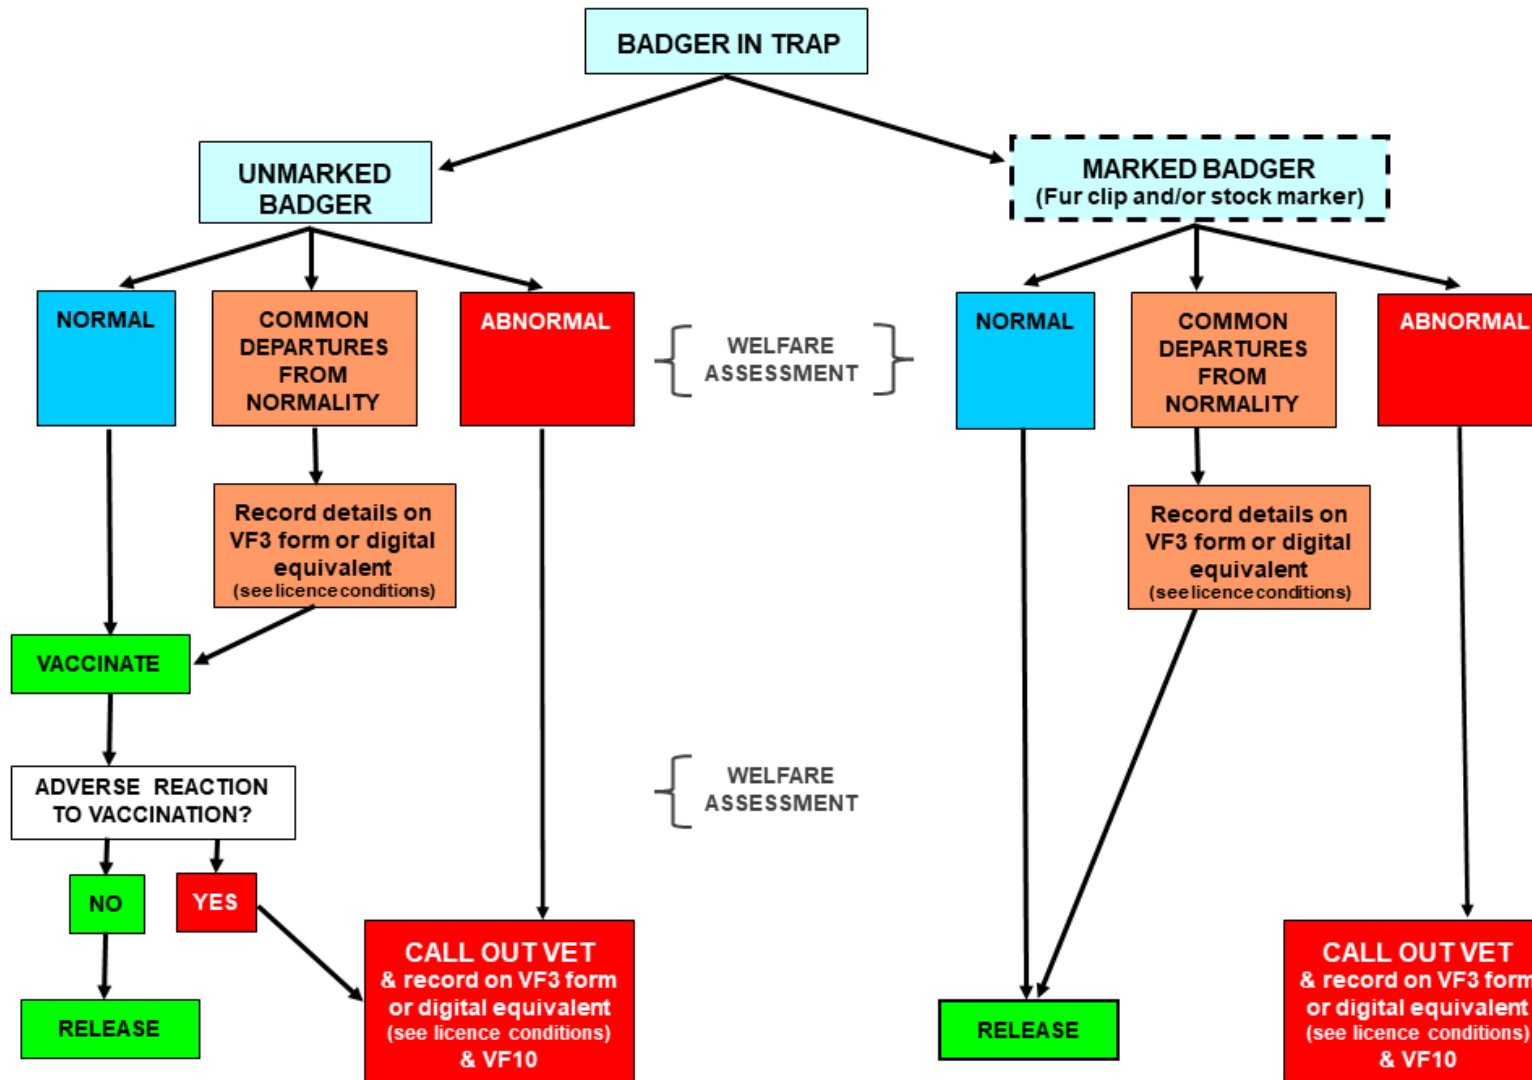 BADGER IN TRAP
UNMARKED
BADGER
MARKED BADGER
(Fur clip and/or stock marker)
NORMAL
COMMON
DEPARTURES
FROM
NORMALITY
ABNORMAL
WELFARE
ASSESSMENT
NORMAL
COMMON
DEPARTURES
FROM
NORMALITY
ABNORMAL
Record details on
VF3 form or digital
equivalent
(see licence conditions)
Record details on
VF3 form or digital
equivalent
(see licence conditions)
VACCINATE
ADVERSE REACTION
TO VACCINATION?
WELFARE
ASSESSMENT
NO
YES
RELEASE
CALL OUT VET
& record on VF3 form
or digital equivalent
(see licence conditions)
& VF10
RELEASE
CALL OUT VET
& record on VF3 form
or digital equivalent
(see licence conditions)
& VF10